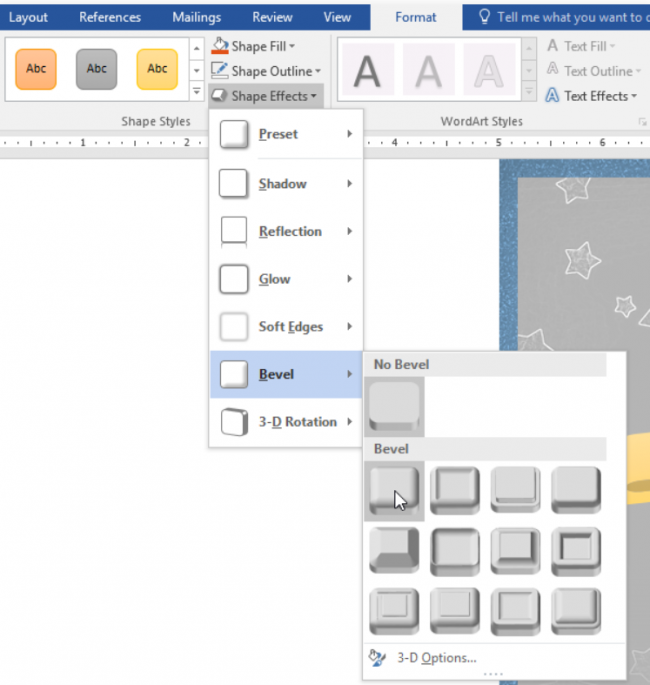 Layout References Mailings Review View Format Tell me what you want to
Abc Abc Abc Shape Fill A A A A Text Fill
Shape Outline A Text Outline
Shape Effects A Text Effects
Shape Styles WordArt Styles
1 2 4 5 6
Preset
Shadow
Reflection
Glow
Soft Edges
Bevel
3-D Rotation
No Bevel
Bevel
3-D Options...